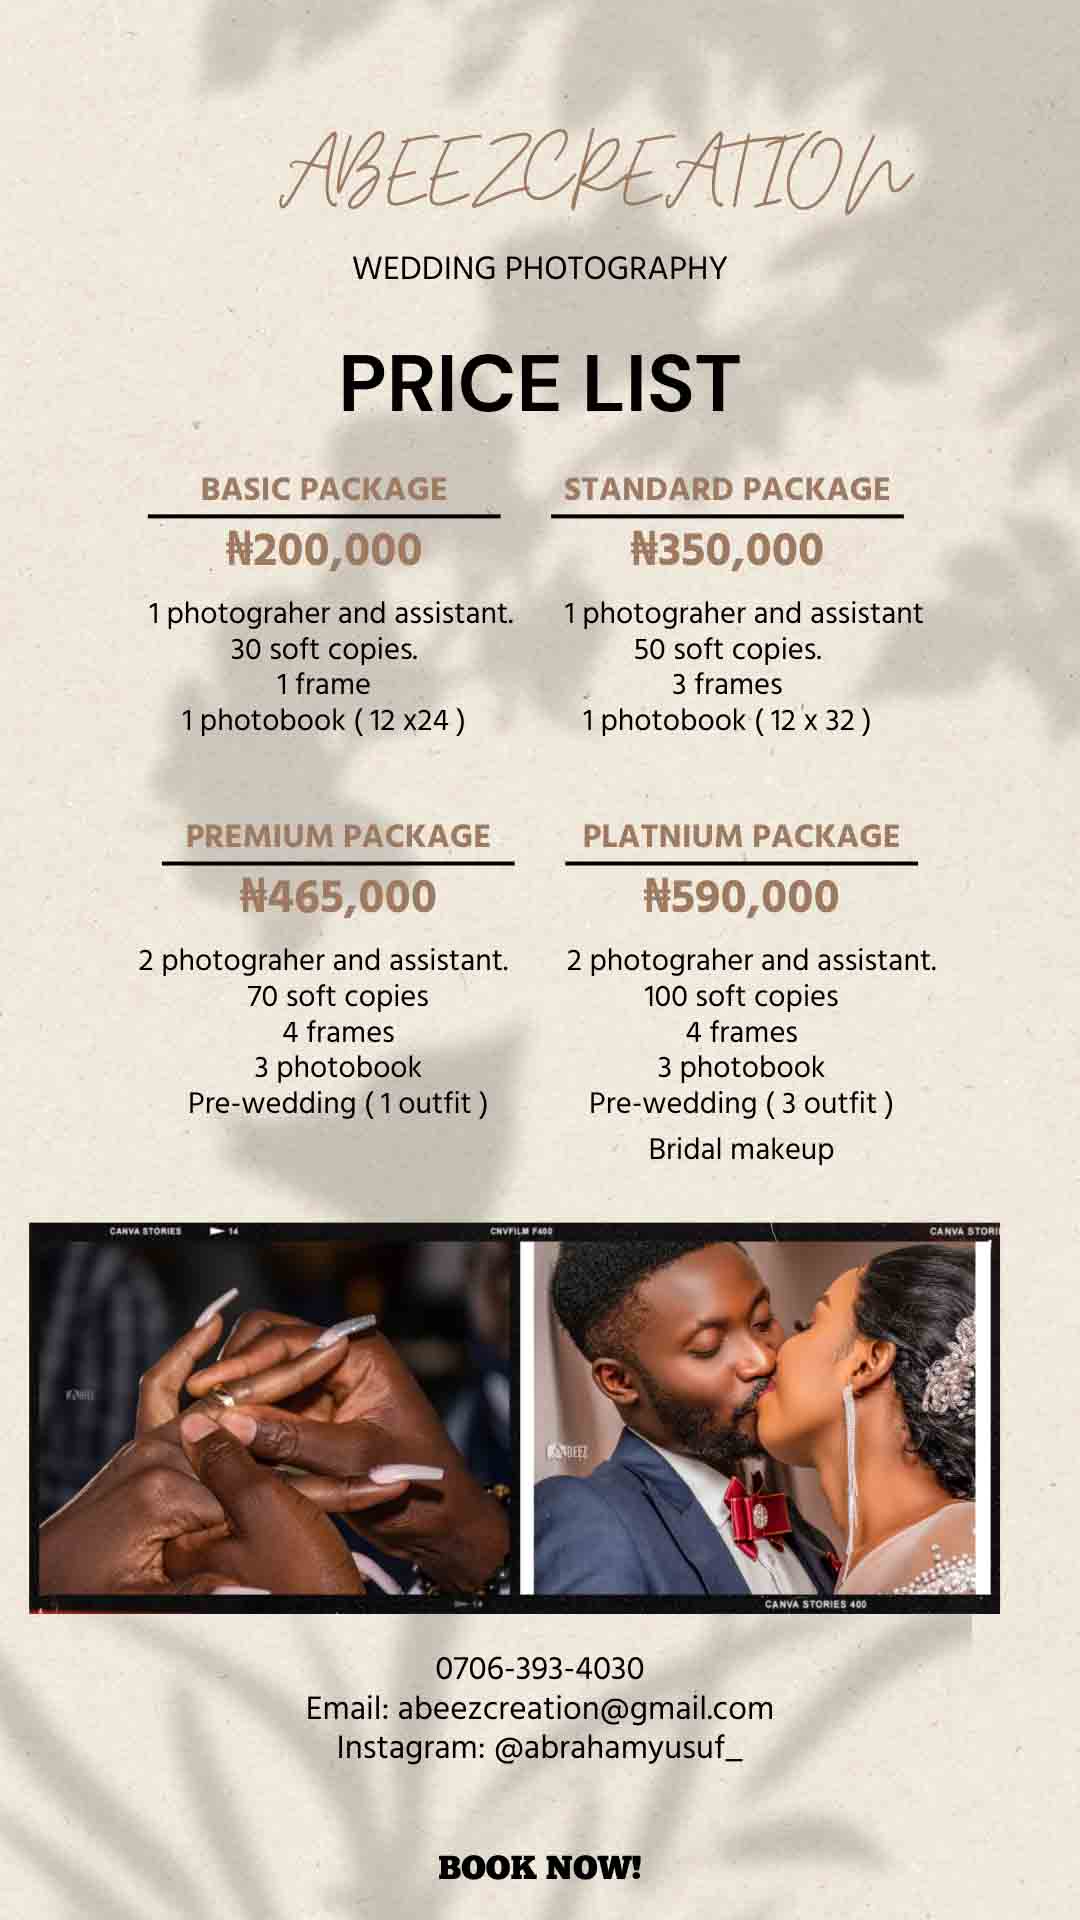 ABEEZCREATION
WEDDING PHOTOGRAPHY
PRICE LIST
BASIC PACKAGE
₦200,000
1 photograher and assistant.
30 soft copies.
1 frame
1 photobook ( 12 x24 )
STANDARD PACKAGE
₦350,000
1 photograher and assistant
50 soft copies.
3 frames
1 photobook ( 12 x 32 )
PREMIUM PACKAGE
₦465,000
2 photograher and assistant.
70 soft copies
4 frames
3 photobook
Pre-wedding ( 1 outfit )
PLATNIUM PACKAGE
₦590,000
2 photograher and assistant.
100 soft copies
4 frames
3 photobook
Pre-wedding ( 3 outfit )
Bridal makeup
CANVA STORIES 14 CNVFILM F400 CANVA STORI
ABEEZ
CANVA STORIES 400
0706-393-4030
Email: abeezcreation@gmail.com
Instagram: @abrahamyusuf_
BOOK NOW!